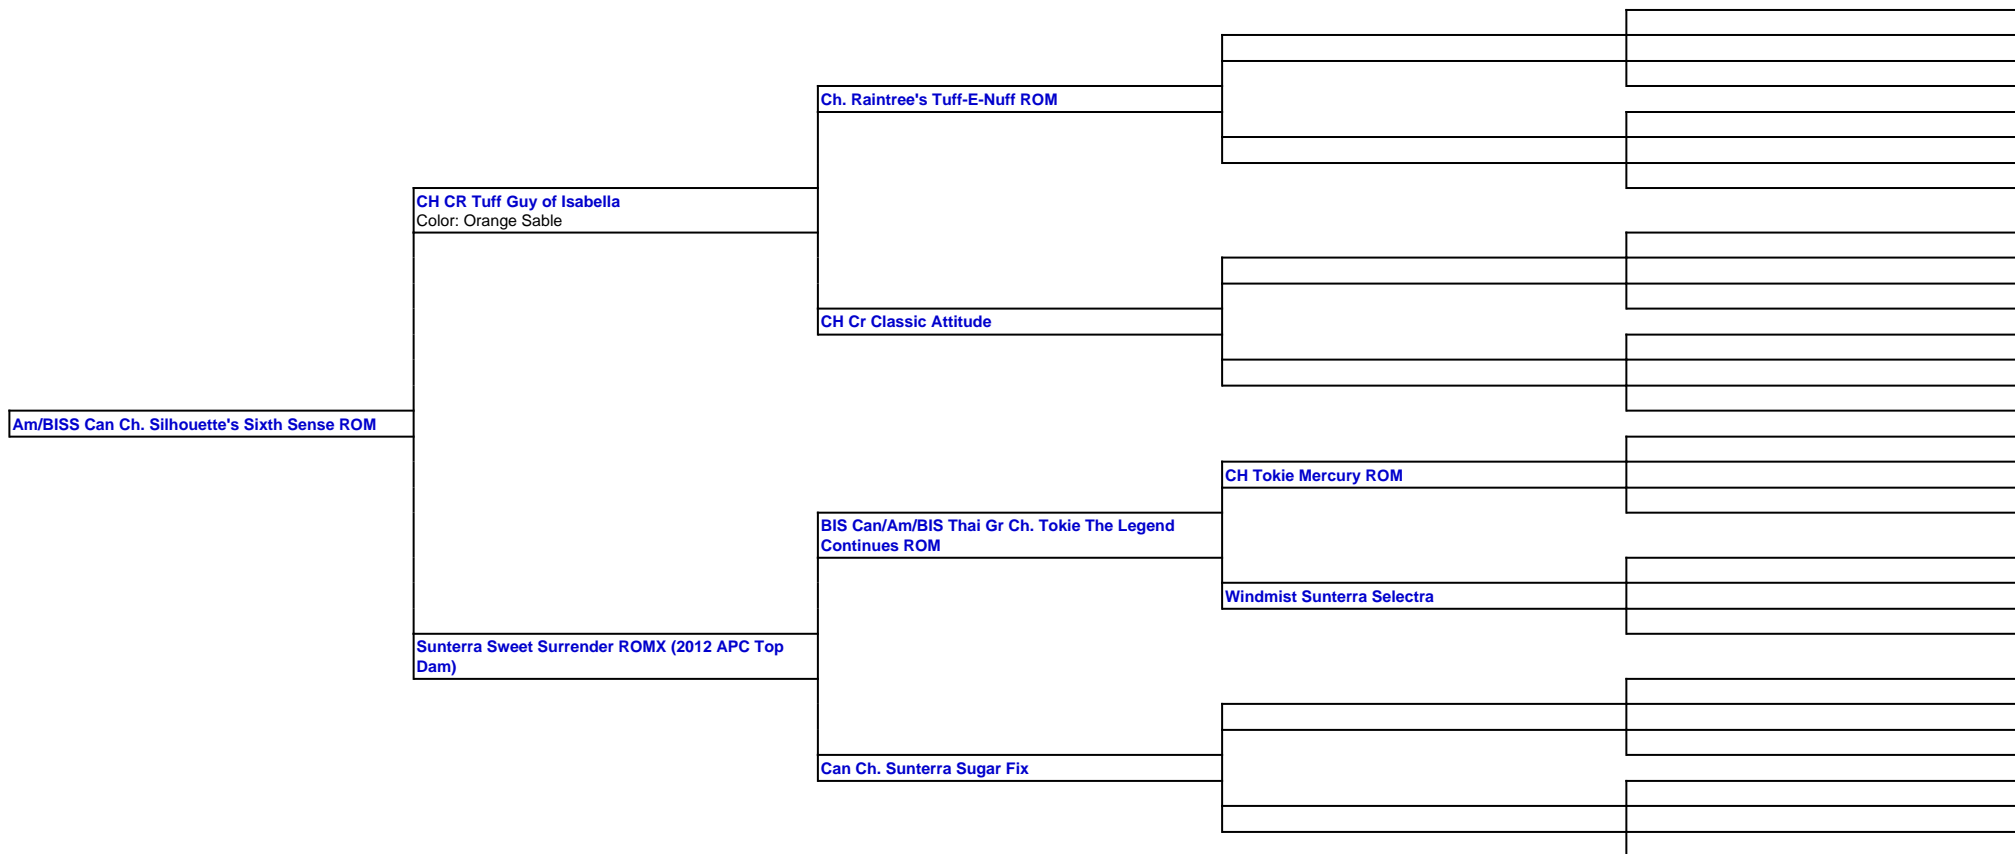 Ch. Raintree's Tuff-E-Nuff ROM
CH CR Tuff Guy of Isabella
Color: Orange Sable
CH Cr Classic Attitude
Am/BISS Can Ch. Silhouette's Sixth Sense ROM
CH Tokie Mercury ROM
BIS Can/Am/BIS Thai Gr Ch. Tokie The Legend
Continues ROM
Windmist Sunterra Selectra
Sunterra Sweet Surrender ROMX (2012 APC Top
Dam)
Can Ch. Sunterra Sugar Fix